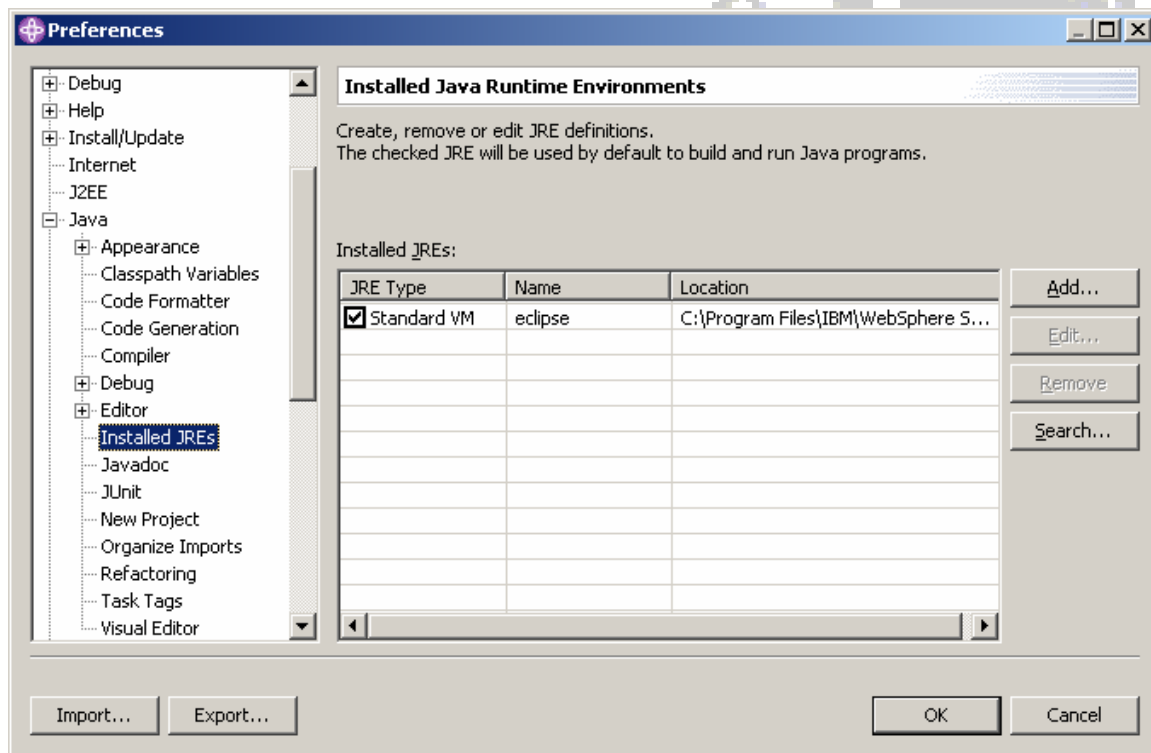 Preferences
Debug
Help
Install/Update
Internet
J2EE
Java
Appearance
Classpath Variables
Code Formatter
Code Generation
Compiler
Debug
Editor
Installed JREs
Javadoc
JUnit
New Project
Organize Imports
Refactoring
Task Tags
Visual Editor
Installed Java Runtime Environments
Create, remove or edit JRE definitions.
The checked JRE will be used by default to build and run Java programs.
Installed JREs:
JRE Type Name Location
Standard VM eclipse C:\Program Files\IBM\WebSphere S...
Add...
Edit...
Remove
Search...
Import... Export... OK Cancel